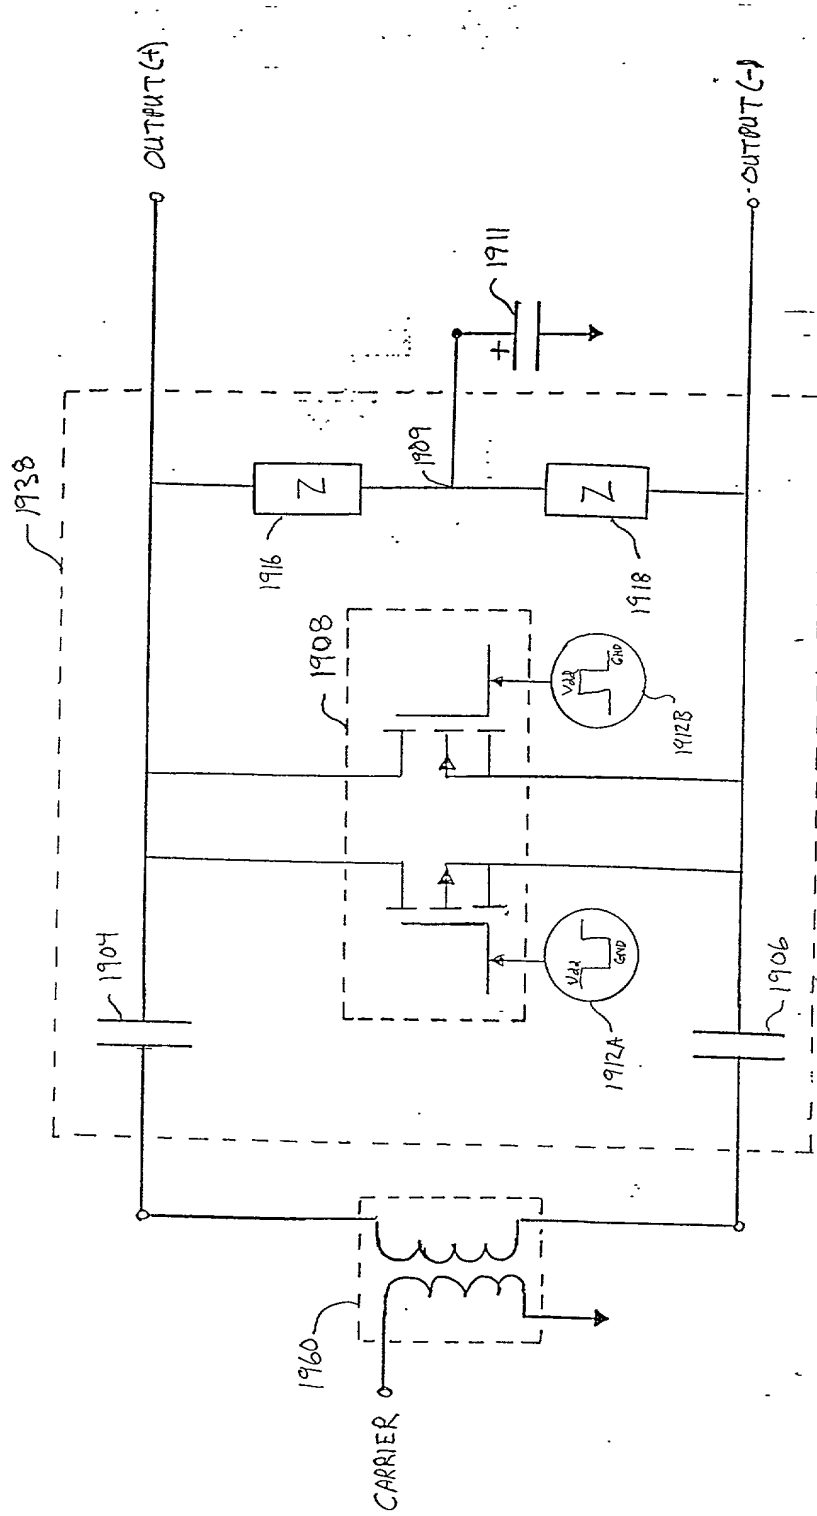 1938
OUTPUT(+)
1904
1916
Z
1909
+
1911
1908
Vdd
GND
1912A
Vdd
GND
1912B
Z
1918
1960
CARRIER
1906
OUTPUT(-)